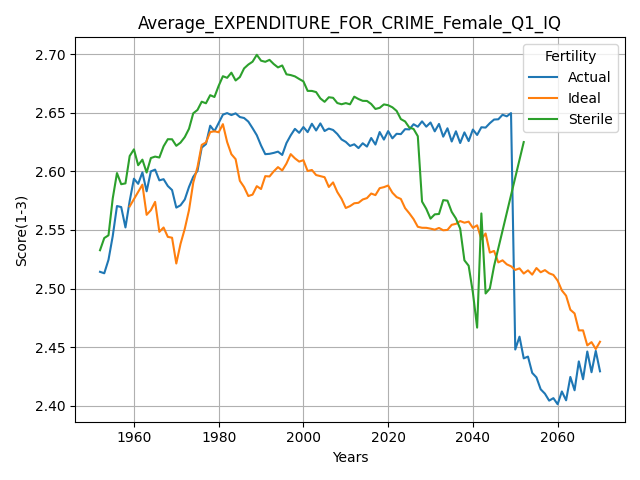 Average_EXPENDITURE_FOR_CRIME_Female_Q1_IQ
Fertility
Actual
Ideal
Sterile
Score(1-3)
2.70
2.65
2.60
2.55
2.50
2.45
2.40
1960 1980 2000 2020 2040 2060
Years